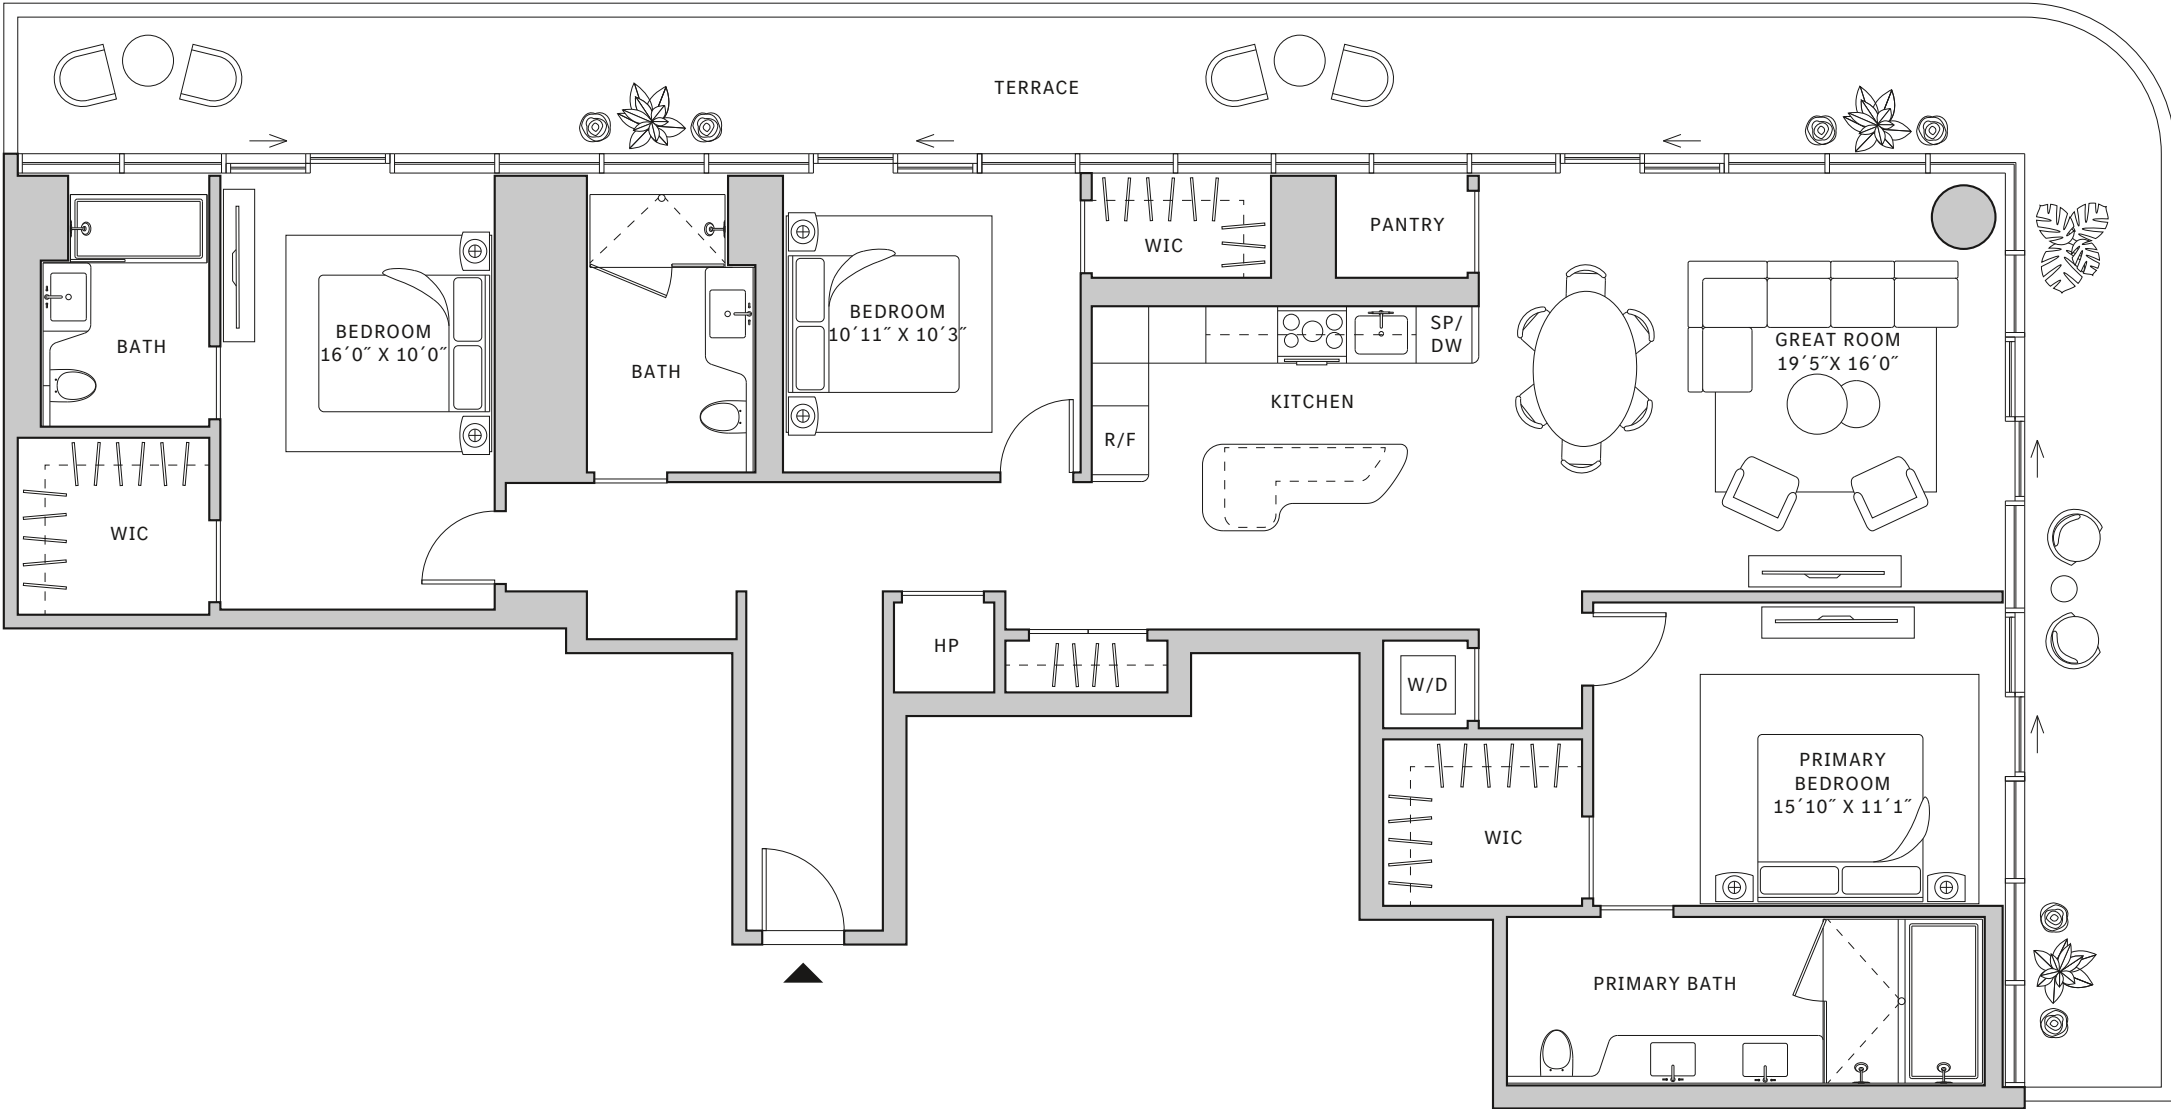 TERRACE
BATH
WIC
BEDROOM
16´0˝ X 10´0˝
BATH
BEDROOM
10´11˝ X 10´3˝
WIC
PANTRY
SP/
DW
R/F
KITCHEN
GREAT ROOM
19´5˝X 16´0˝
HP
W/D
WIC
PRIMARY
BEDROOM
15´10˝ X 11´1˝
PRIMARY BATH